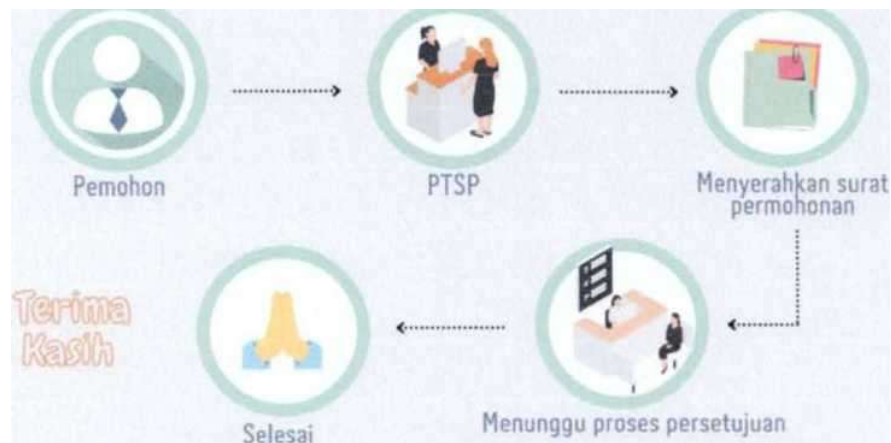 Pemohon
PTSP
Menyerahkan surat
permohonan
Terima
Kasih
Selesai
Menunggu proses persetujuan